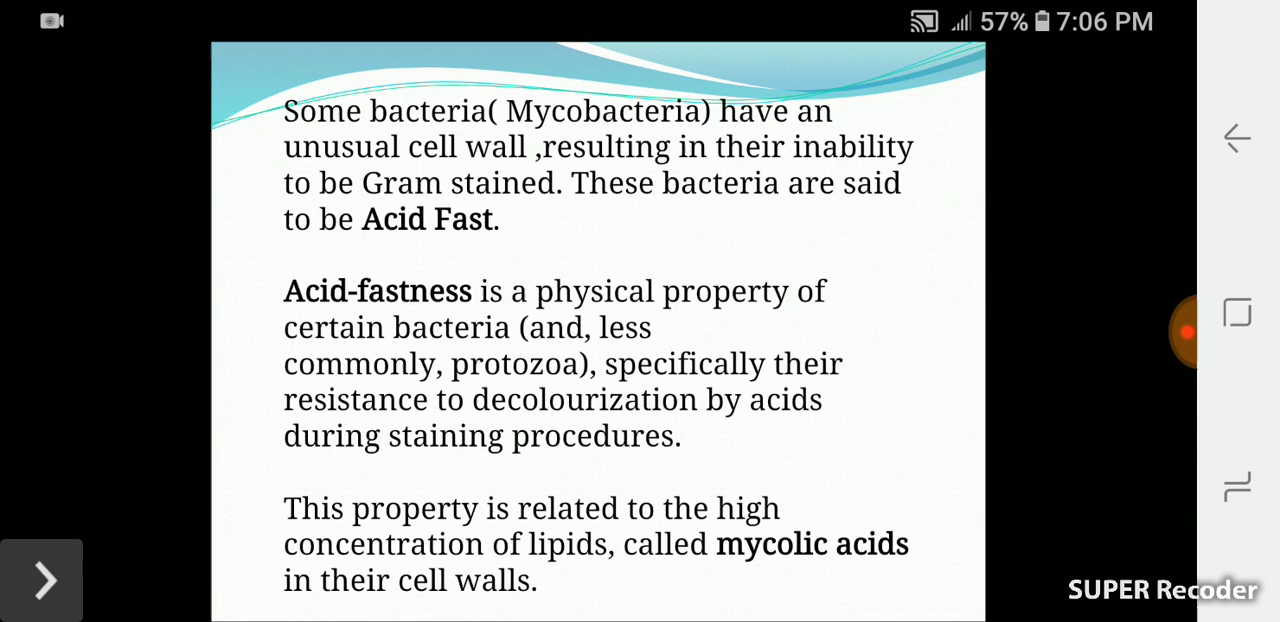 57% 7:06 PM
Some bacteria( Mycobacteria) have an
unusual cell wall ,resulting in their inability
to be Gram stained. These bacteria are said
to be Acid Fast.
Acid-fastness is a physical property of
certain bacteria (and, less
commonly, protozoa), specifically their
resistance to decolourization by acids
during staining procedures.
This property is related to the high
concentration of lipids, called mycolic acids
in their cell walls.
SUPER Recoder